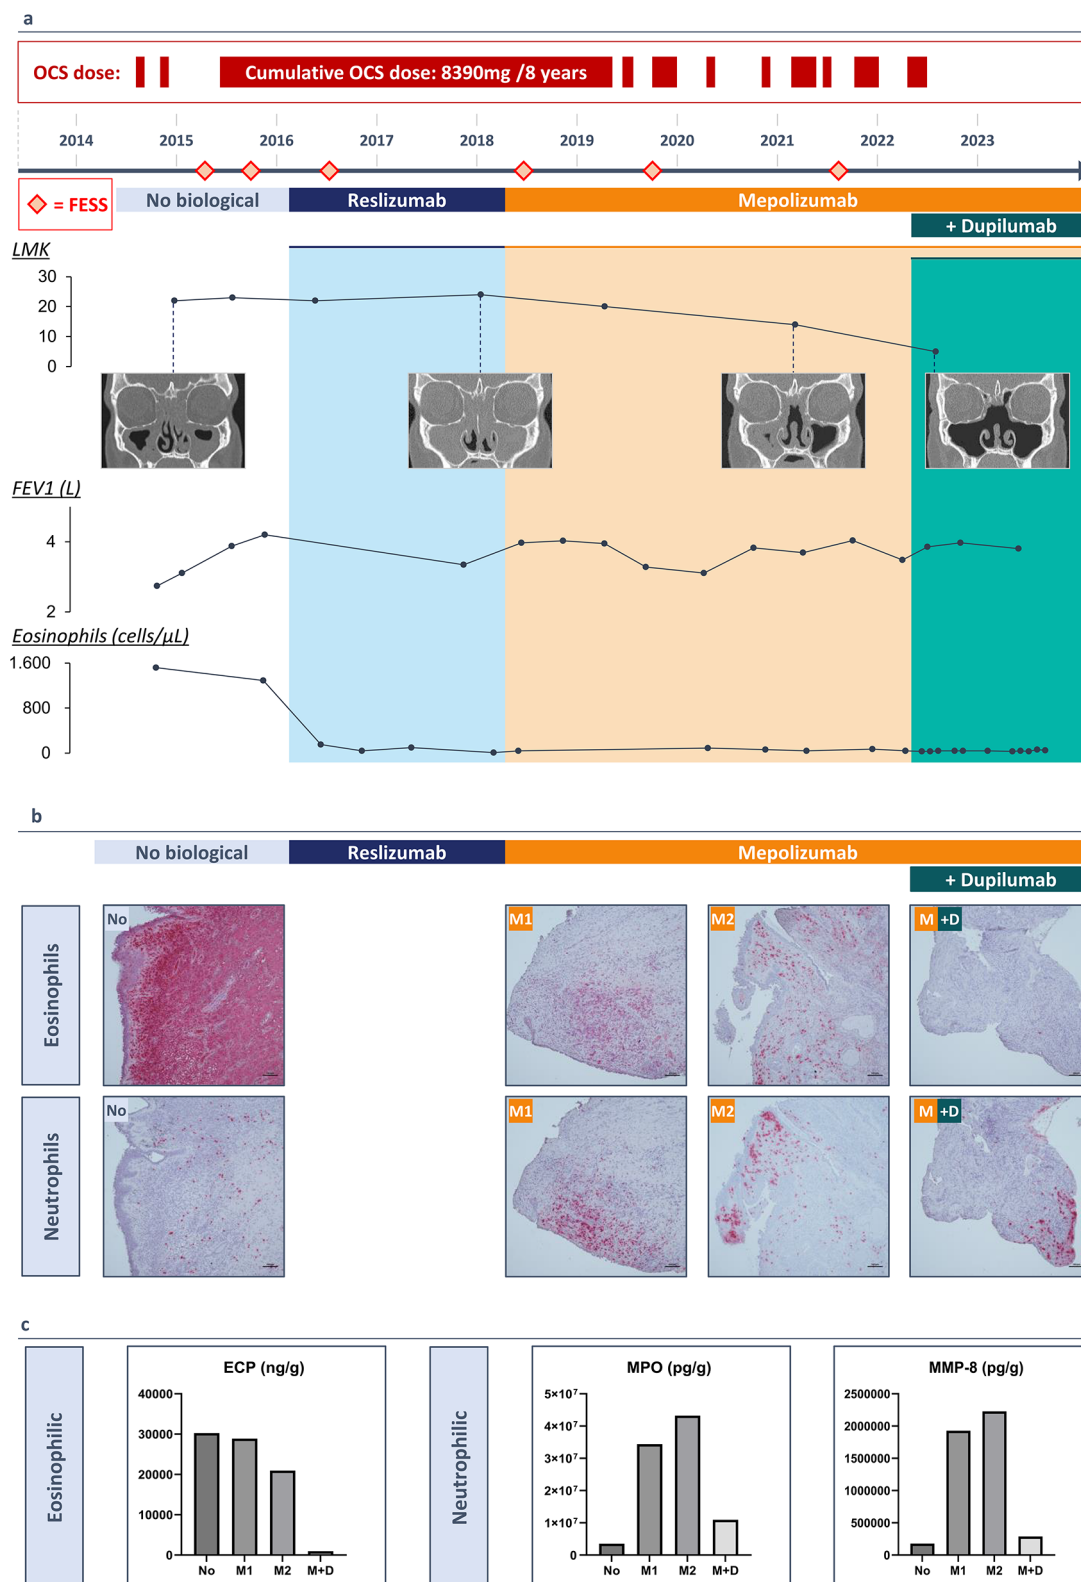 a
OCS dose:
Cumulative OCS dose: 8390mg /8 years
2014 2015 2016 2017 2018 2019 2020 2021 2022 2023
= FESS
No biological Reslizumab Mepolizumab
+ Dupilumab
LMK
30
20
10
0
FEV1 (L)
4
2
Eosinophils (cells/µL)
1.600
800
0
b
No biological Reslizumab Mepolizumab
+ Dupilumab
Eosinophils
No M1 M2 M +D
Neutrophils
No M1 M2 M +D
c
Eosinophilic
ECP (ng/g)
40000
30000
20000
10000
0
No M1 M2 M+D
Neutrophilic
MPO (pg/g)
5×10⁷
4×10⁷
3×10⁷
2×10⁷
1×10⁷
0
No M1 M2 M+D
MMP-8 (pg/g)
2500000
2000000
1500000
1000000
500000
0
No M1 M2 M+D